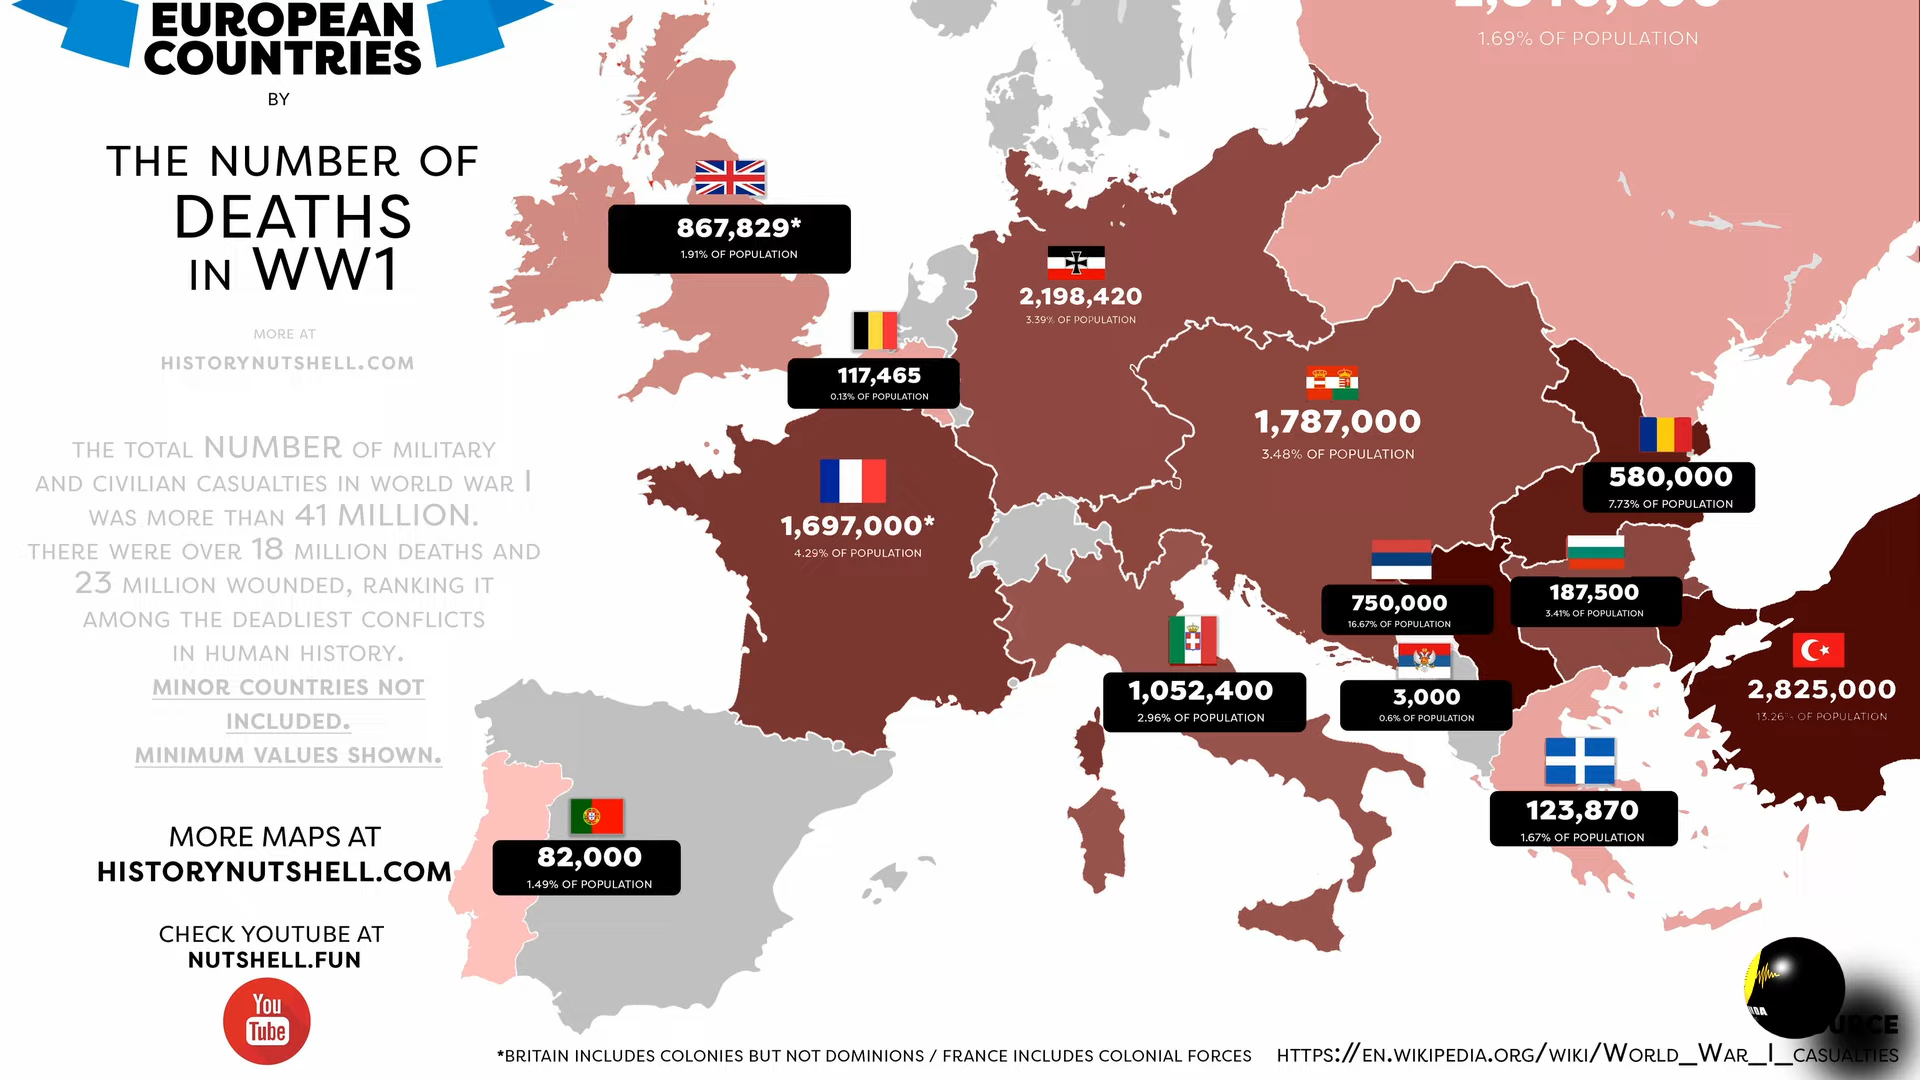 EUROPEAN
COUNTRIES
BY
THE NUMBER OF
DEATHS
IN WW1
MORE AT
HISTORYNUTSHELL.COM
THE TOTAL NUMBER OF MILITARY
AND CIVILIAN CASUALTIES IN WORLD WAR I
WAS MORE THAN 41 MILLION.
THERE WERE OVER 18 MILLION DEATHS AND
23 MILLION WOUNDED, RANKING IT
AMONG THE DEADLIEST CONFLICTS
IN HUMAN HISTORY.
MINOR COUNTRIES NOT
INCLUDED.
MINIMUM VALUES SHOWN.
MORE MAPS AT
HISTORYNUTSHELL.COM
CHECK YOUTUBE AT
NUTSHELL.FUN
You
Tube
1.69% OF POPULATION
867,829*
1.91% OF POPULATION
2,198,420
3.39% OF POPULATION
117,465
0.13% OF POPULATION
1,787,000
3.48% OF POPULATION
580,000
7.73% OF POPULATION
1,697,000*
4.29% OF POPULATION
750,000
16.67% OF POPULATION
187,500
3.41% OF POPULATION
1,052,400
2.96% OF POPULATION
3,000
0.6% OF POPULATION
2,825,000
13.26% OF POPULATION
123,870
1.67% OF POPULATION
82,000
1.49% OF POPULATION
*BRITAIN INCLUDES COLONIES BUT NOT DOMINIONS / FRANCE INCLUDES COLONIAL FORCES
HTTPS://EN.WIKIPEDIA.ORG/WIKI/WORLD_WAR_I_CASUALTIES